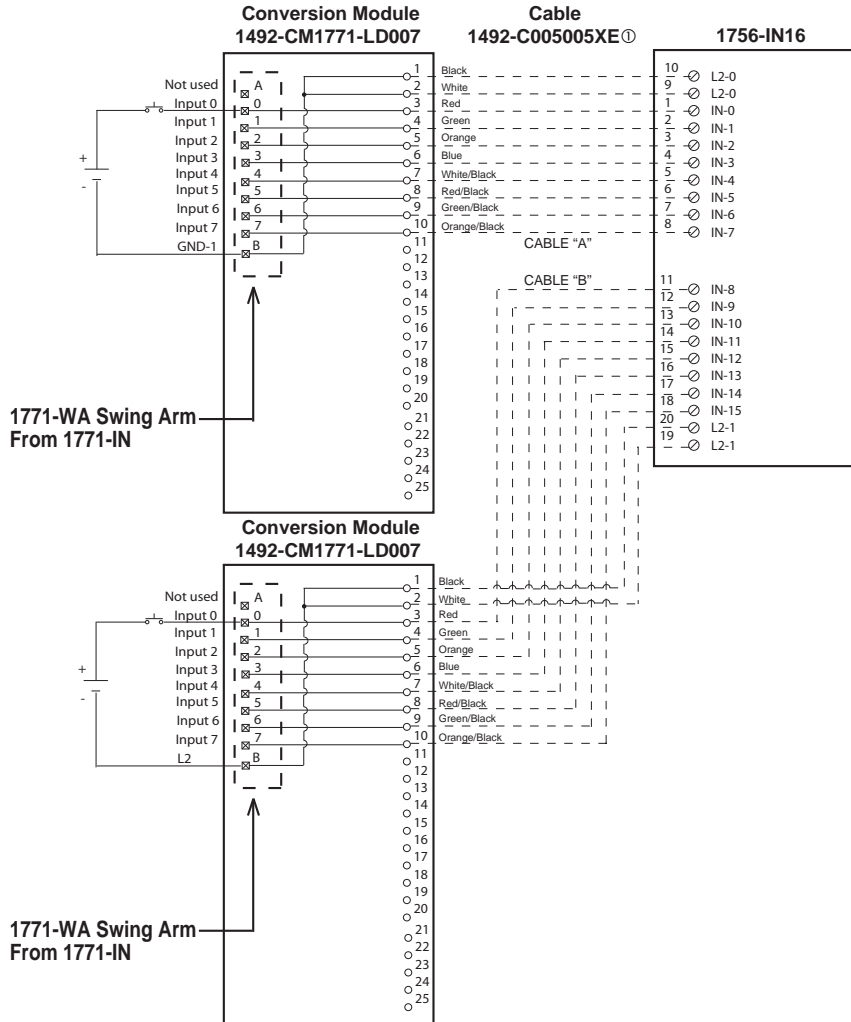 Conversion Module
1492-CM1771-LD007
Cable
1492-C005005XE①
1756-IN16
Not used
Input 0
Input 1
Input 2
Input 3
Input 4
Input 5
Input 6
Input 7
GND-1
+
-
A
0
1
2
3
4
5
6
7
B
1
2
3
4
5
6
7
8
9
10
11
12
13
14
15
16
17
18
19
20
21
22
23
24
25
Black
White
Red
Green
Orange
Blue
White/Black
Red/Black
Green/Black
Orange/Black
CABLE “A”
CABLE “B”
10 L2-0
9 L2-0
1 IN-0
2 IN-1
3 IN-2
4 IN-3
5 IN-4
6 IN-5
7 IN-6
8 IN-7
11 IN-8
12 IN-9
13 IN-10
14 IN-11
15 IN-12
16 IN-13
17 IN-14
18 IN-15
20 L2-1
19 L2-1
1771-WA Swing Arm
From 1771-IN
Conversion Module
1492-CM1771-LD007
Not used
Input 0
Input 1
Input 2
Input 3
Input 4
Input 5
Input 6
Input 7
L2
+
-
A
0
1
2
3
4
5
6
7
B
1
2
3
4
5
6
7
8
9
10
11
12
13
14
15
16
17
18
19
20
21
22
23
24
25
Black
White
Red
Green
Orange
Blue
White/Black
Red/Black
Green/Black
Orange/Black
1771-WA Swing Arm
From 1771-IN